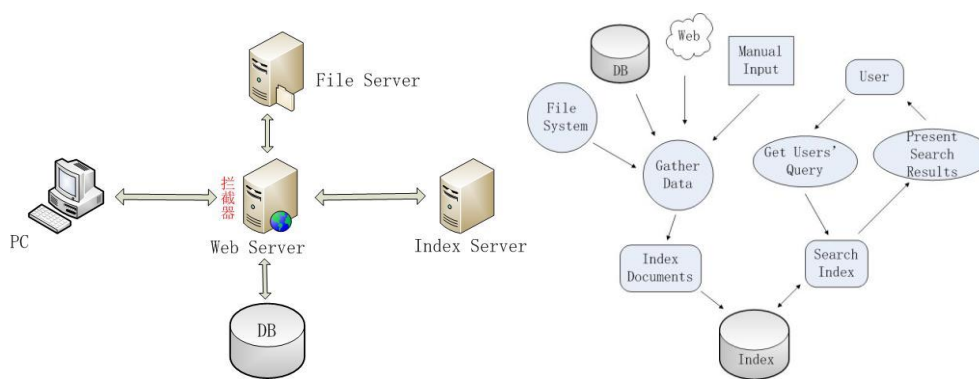 File Server
拦截器
PC
Web Server
Index Server
DB
Web
DB
Manual
Input
User
File
System
Gather
Data
Get Users'
Query
Present
Search
Results
Index
Documents
Search
Index
Index